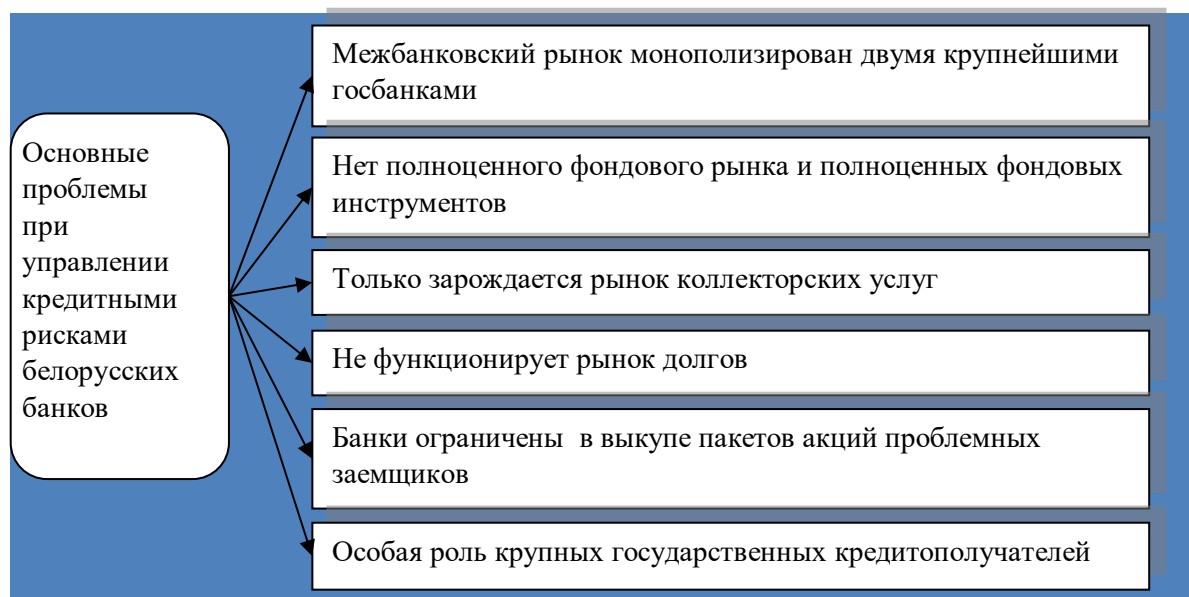 Основные
проблемы
при
управлении
кредитными
рисками
белорусских
банков
Межбанковский рынок монополизирован двумя крупнейшими
госбанками
Нет полноценного фондового рынка и полноценных фондовых
инструментов
Только зарождается рынок коллекторских услуг
Не функционирует рынок долгов
Банки ограничены  в выкупе пакетов акций проблемных
заемщиков
Особая роль крупных государственных кредитополучателей